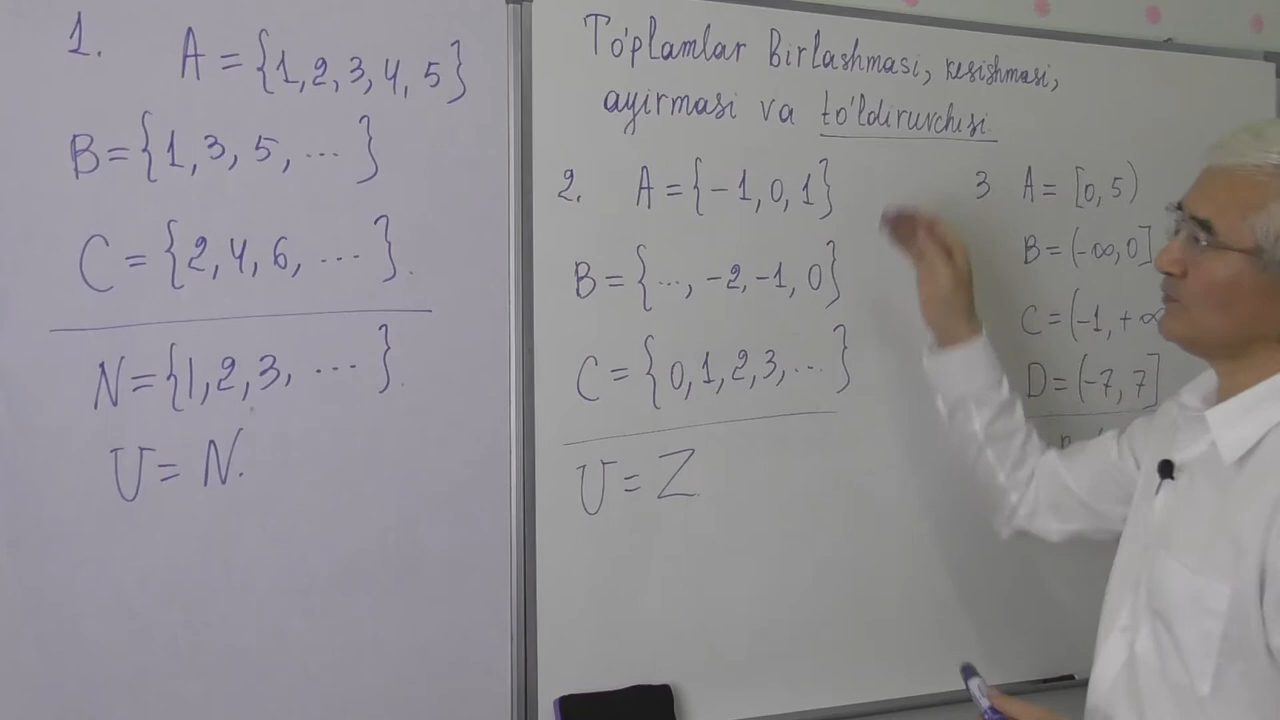 To'plamlar Birlashmasi, kesishmasi,
ayirmasi va to'ldiruvchisi
1. A = {1, 2, 3, 4, 5}
B = {1, 3, 5, ... }
C = {2, 4, 6, ... }.
N = {1, 2, 3, ... }.
U = N.
2. A = {-1, 0, 1}
B = {..., -2, -1, 0}
C = {0, 1, 2, 3, ... }
U = Z.
3 A = [0, 5)
B = (-∞, 0]
C = (-1, +∞
D = (-7, 7]